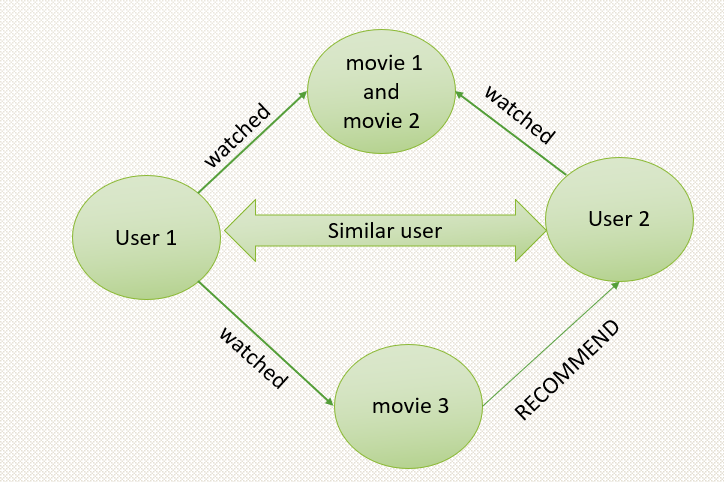 movie 1
and
movie 2
watched
watched
User 1
Similar user
User 2
watched
movie 3
RECOMMEND